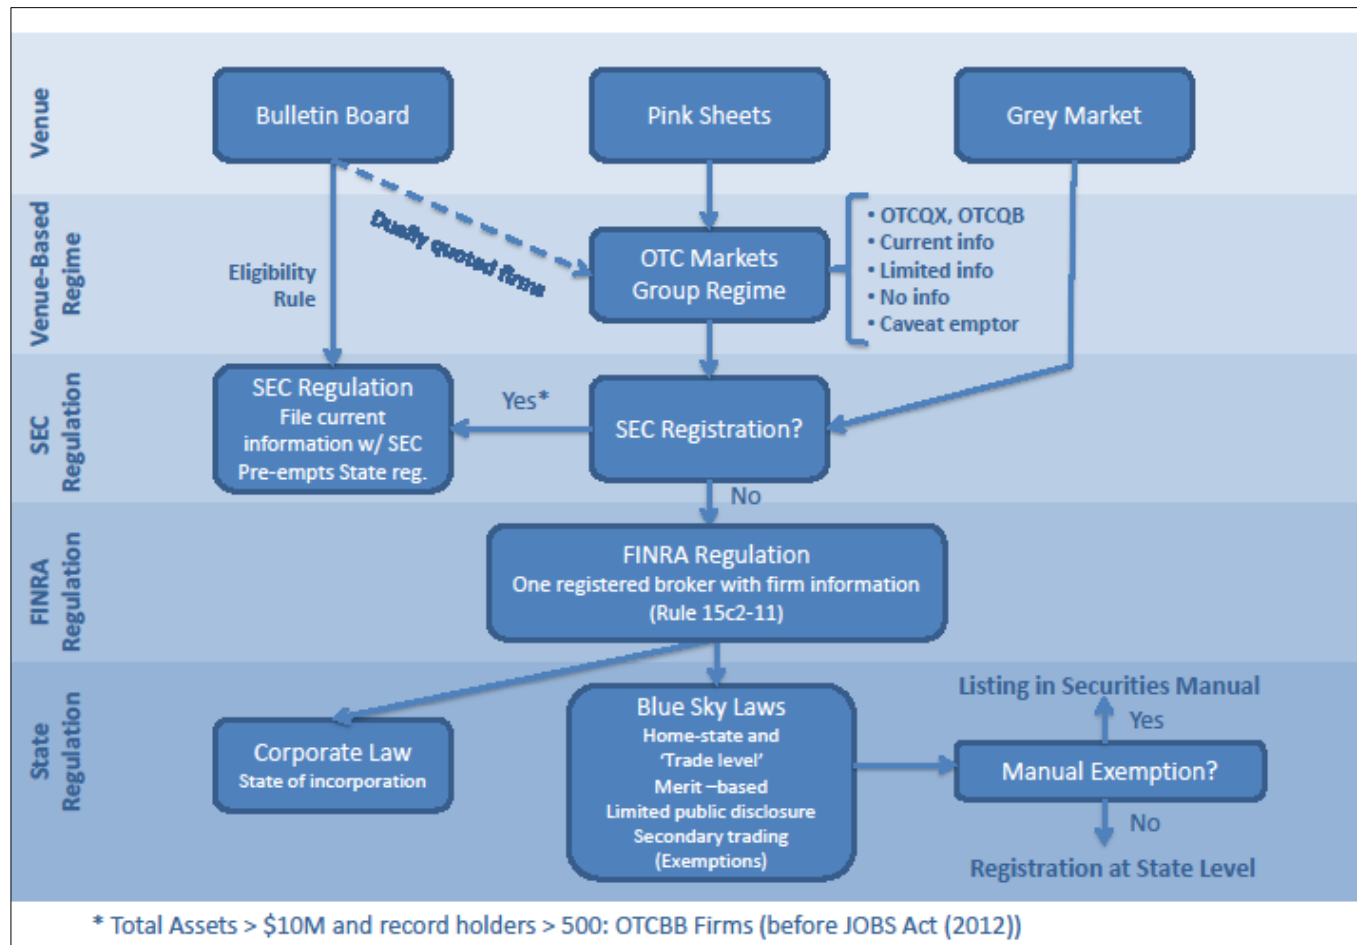 Venue
Bulletin Board
Pink Sheets
Grey Market
Venue-Based
Regime
Eligibility
Rule
Dually quoted firms
OTC Markets
Group Regime
• OTCQX, OTCQB
• Current info
• Limited info
• No info
• Caveat emptor
SEC
Regulation
SEC Regulation
File current
information w/ SEC
Pre-empts State reg.
Yes*
SEC Registration?
No
FINRA
Regulation
FINRA Regulation
One registered broker with firm information
(Rule 15c2-11)
State
Regulation
Corporate Law
State of incorporation
Blue Sky Laws
Home-state and
‘Trade level’
Merit –based
Limited public disclosure
Secondary trading
(Exemptions)
Listing in Securities Manual
Yes
Manual Exemption?
No
Registration at State Level
* Total Assets > $10M and record holders > 500: OTCBB Firms (before JOBS Act (2012))